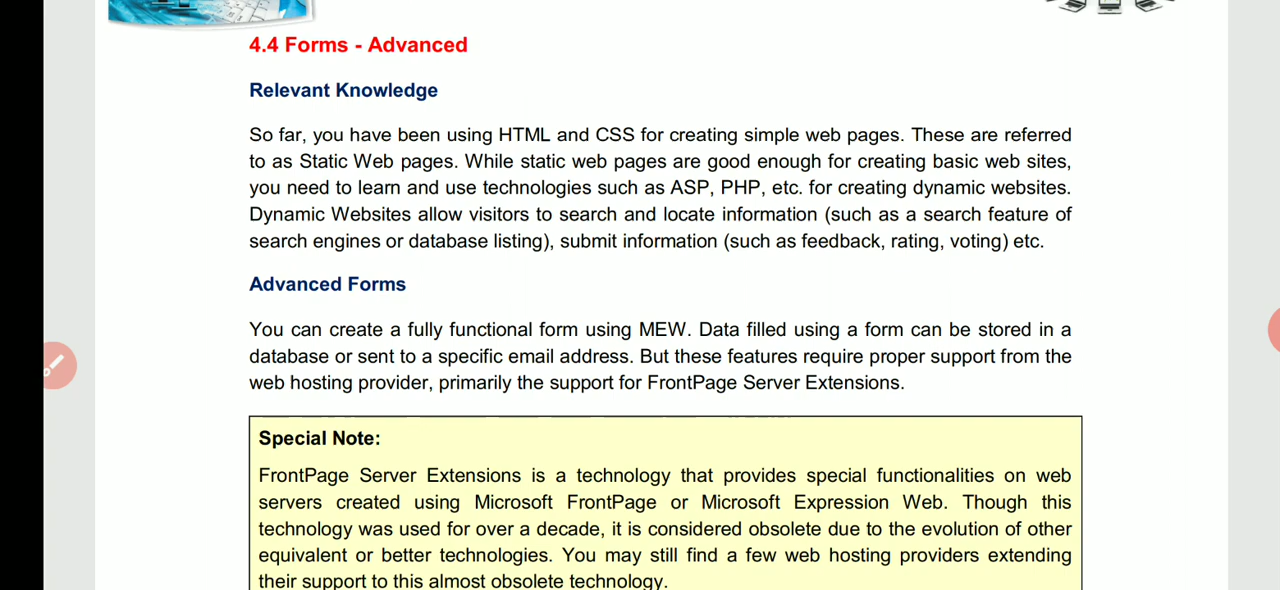 4.4 Forms - Advanced
Relevant Knowledge
So far, you have been using HTML and CSS for creating simple web pages. These are referred
to as Static Web pages. While static web pages are good enough for creating basic web sites,
you need to learn and use technologies such as ASP, PHP, etc. for creating dynamic websites.
Dynamic Websites allow visitors to search and locate information (such as a search feature of
search engines or database listing), submit information (such as feedback, rating, voting) etc.
Advanced Forms
You can create a fully functional form using MEW. Data filled using a form can be stored in a
database or sent to a specific email address. But these features require proper support from the
web hosting provider, primarily the support for FrontPage Server Extensions.
Special Note:
FrontPage Server Extensions is a technology that provides special functionalities on web
servers created using Microsoft FrontPage or Microsoft Expression Web. Though this
technology was used for over a decade, it is considered obsolete due to the evolution of other
equivalent or better technologies. You may still find a few web hosting providers extending
their support to this almost obsolete technology.